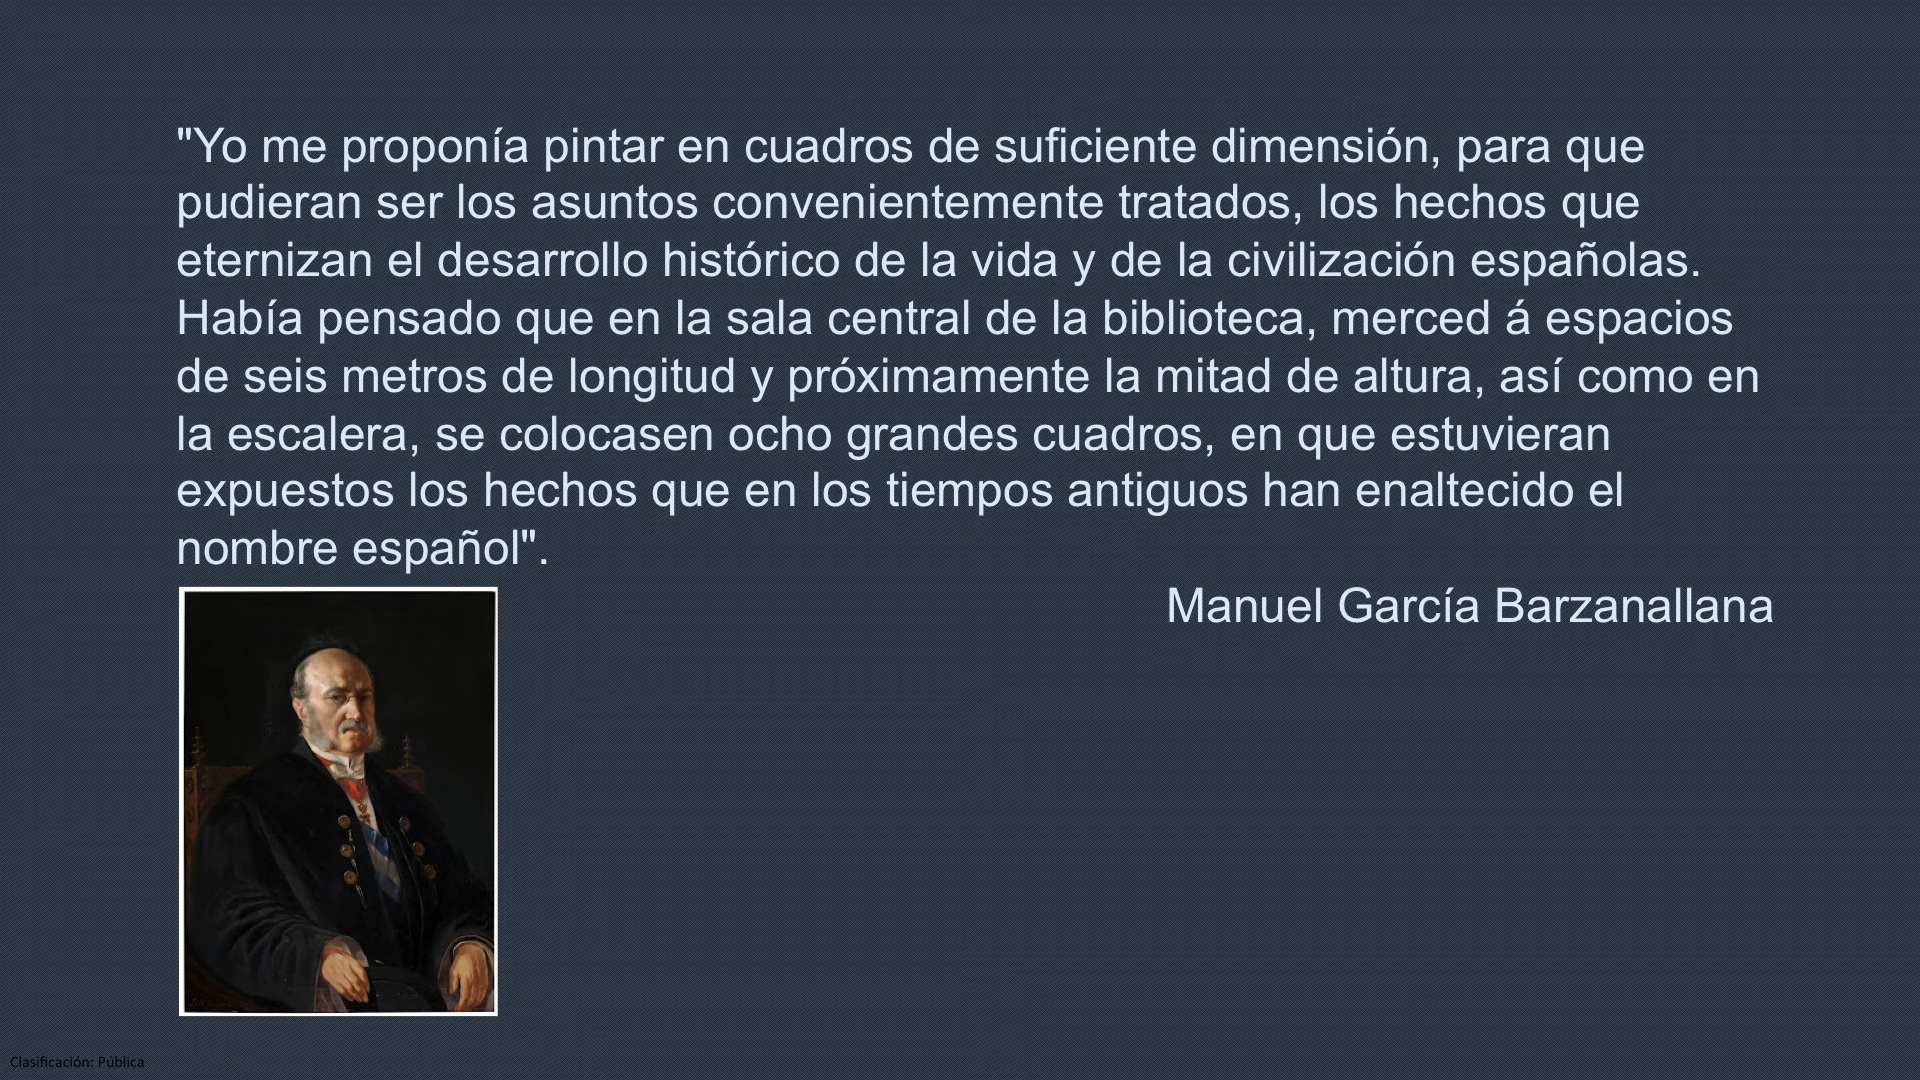 "Yo me proponía pintar en cuadros de suficiente dimensión, para que
pudieran ser los asuntos convenientemente tratados, los hechos que
eternizan el desarrollo histórico de la vida y de la civilización españolas.
Había pensado que en la sala central de la biblioteca, merced á espacios
de seis metros de longitud y próximamente la mitad de altura, así como en
la escalera, se colocasen ocho grandes cuadros, en que estuvieran
expuestos los hechos que en los tiempos antiguos han enaltecido el
nombre español".
Manuel García Barzanallana
Clasificación: Pública